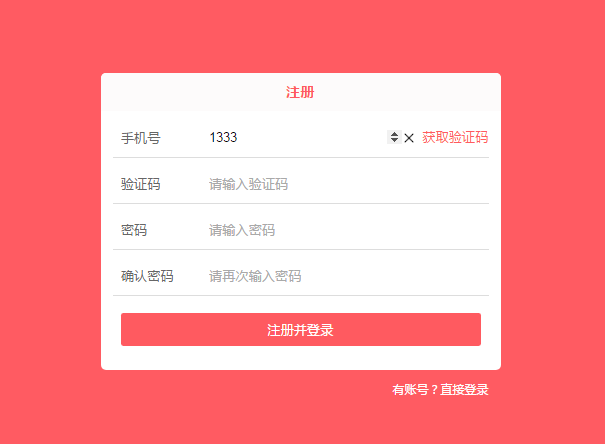 注册
手机号 1333 获取验证码
验证码 请输入验证码
密码 请输入密码
确认密码 请再次输入密码
注册并登录
有账号？直接登录